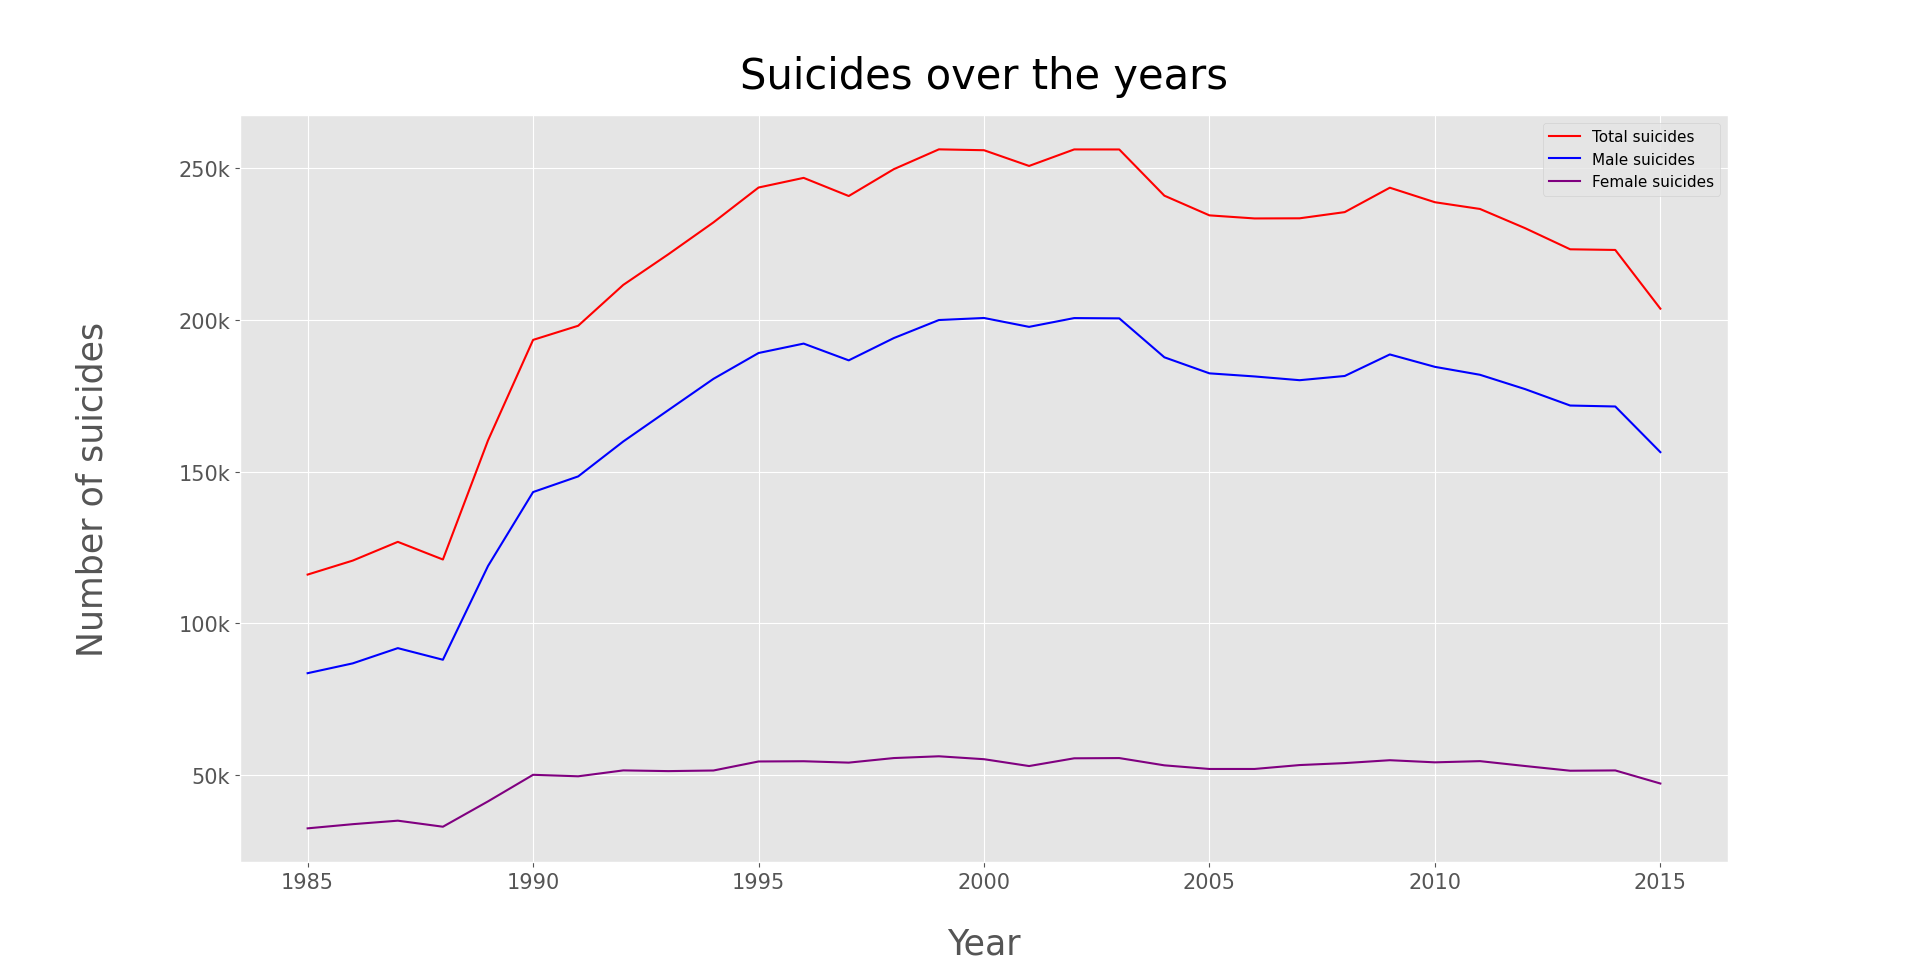 Suicides over the years
Total suicides
Male suicides
Female suicides
250k
200k
150k
100k
50k
Number of suicides
1985 1990 1995 2000 2005 2010 2015
Year